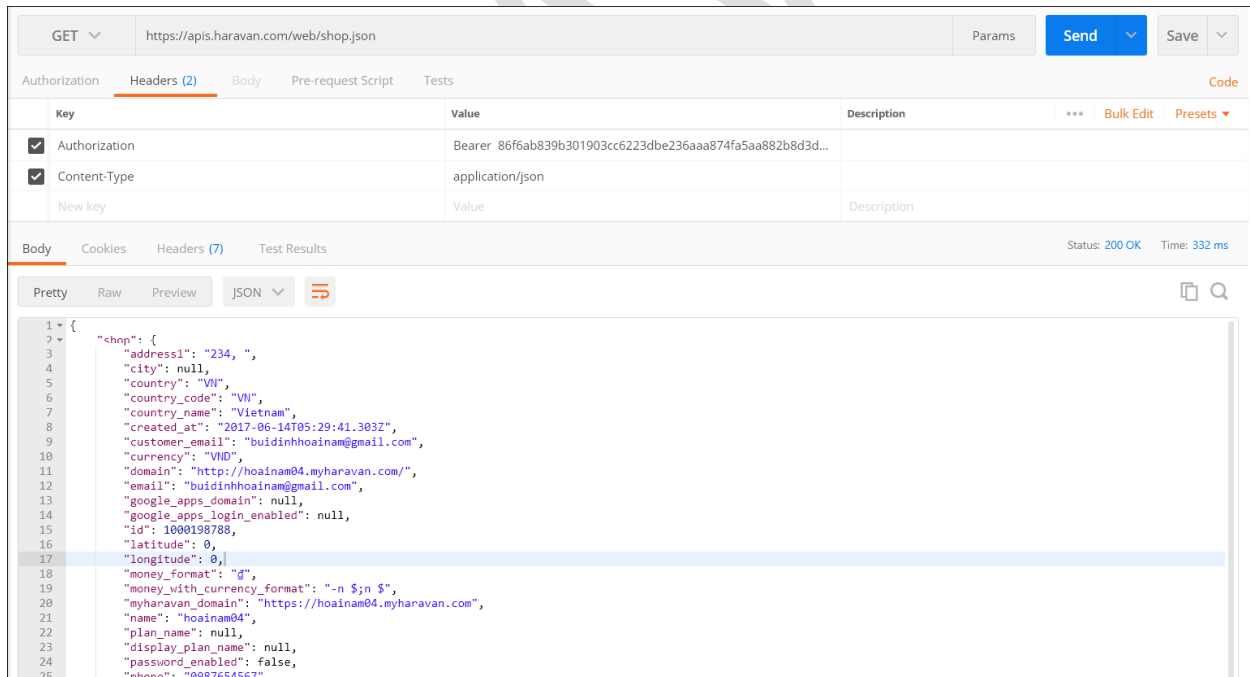 GET https://apis.haravan.com/web/shop.json Params Send Save
Authorization Headers (2) Body Pre-request Script Tests Code
Key Value Description ••• Bulk Edit Presets
Authorization Bearer 86f6ab839b301903cc6223dbe236aaa874fa5aa882b8d3d...
Content-Type application/json
New key Value Description
Body Cookies Headers (7) Test Results Status: 200 OK Time: 332 ms
Pretty Raw Preview JSON
1 {
2 "shop": {
3 "address1": "234, ",
4 "city": null,
5 "country": "VN",
6 "country_code": "VN",
7 "country_name": "Vietnam",
8 "created_at": "2017-06-14T05:29:41.303Z",
9 "customer_email": "buidinhhoainam@gmail.com",
10 "currency": "VND",
11 "domain": "http://hoainam04.myharavan.com/",
12 "email": "buidinhhoainam@gmail.com",
13 "google_apps_domain": null,
14 "google_apps_login_enabled": null,
15 "id": 1000198788,
16 "latitude": 0,
17 "longitude": 0,
18 "money_format": "₫",
19 "money_with_currency_format": "-n $;n $",
20 "myharavan_domain": "https://hoainam04.myharavan.com",
21 "name": "hoainam04",
22 "plan_name": null,
23 "display_plan_name": null,
24 "password_enabled": false,
25 "phone": "0987654567"